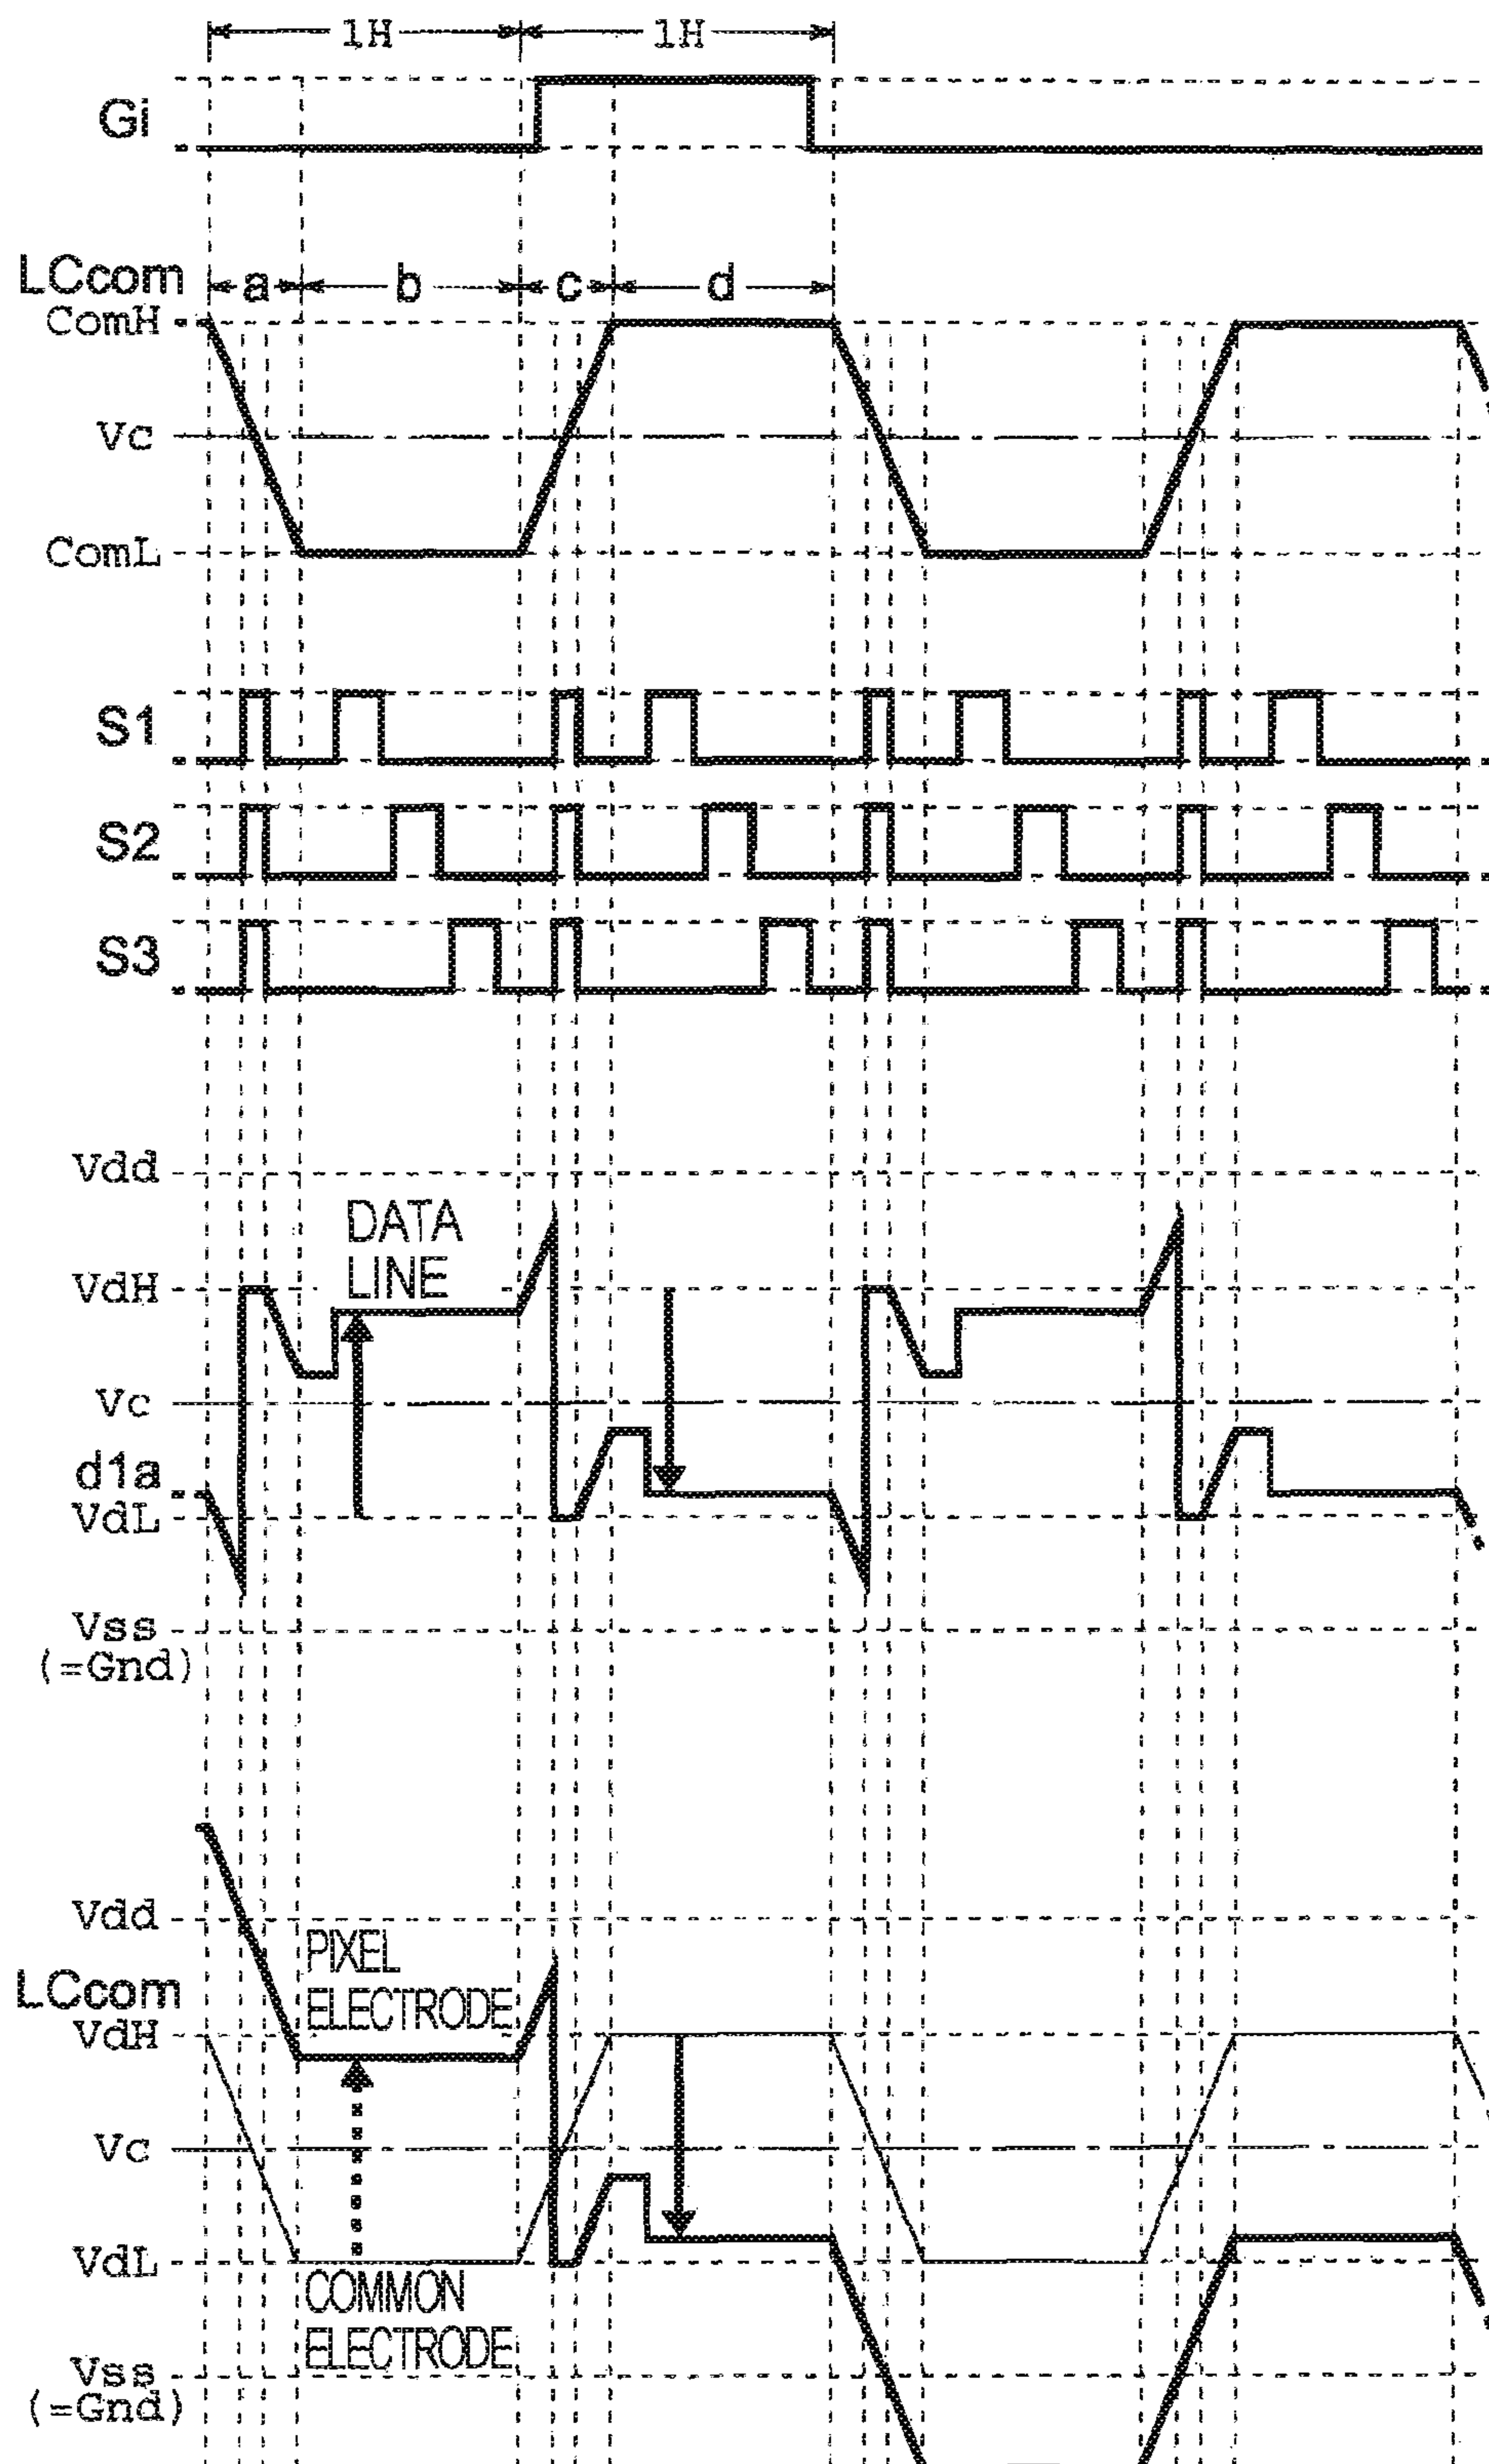 1H 1H
Gi
LCcom a b c d
ComH
Vc
ComL
S1
S2
S3
Vdd
DATA
LINE
VdH
Vc
d1a
VdL
Vss
(=Gnd)
Vdd
PIXEL
ELECTRODE
LCcom
VdH
Vc
VdL
COMMON
ELECTRODE
Vss
(=Gnd)